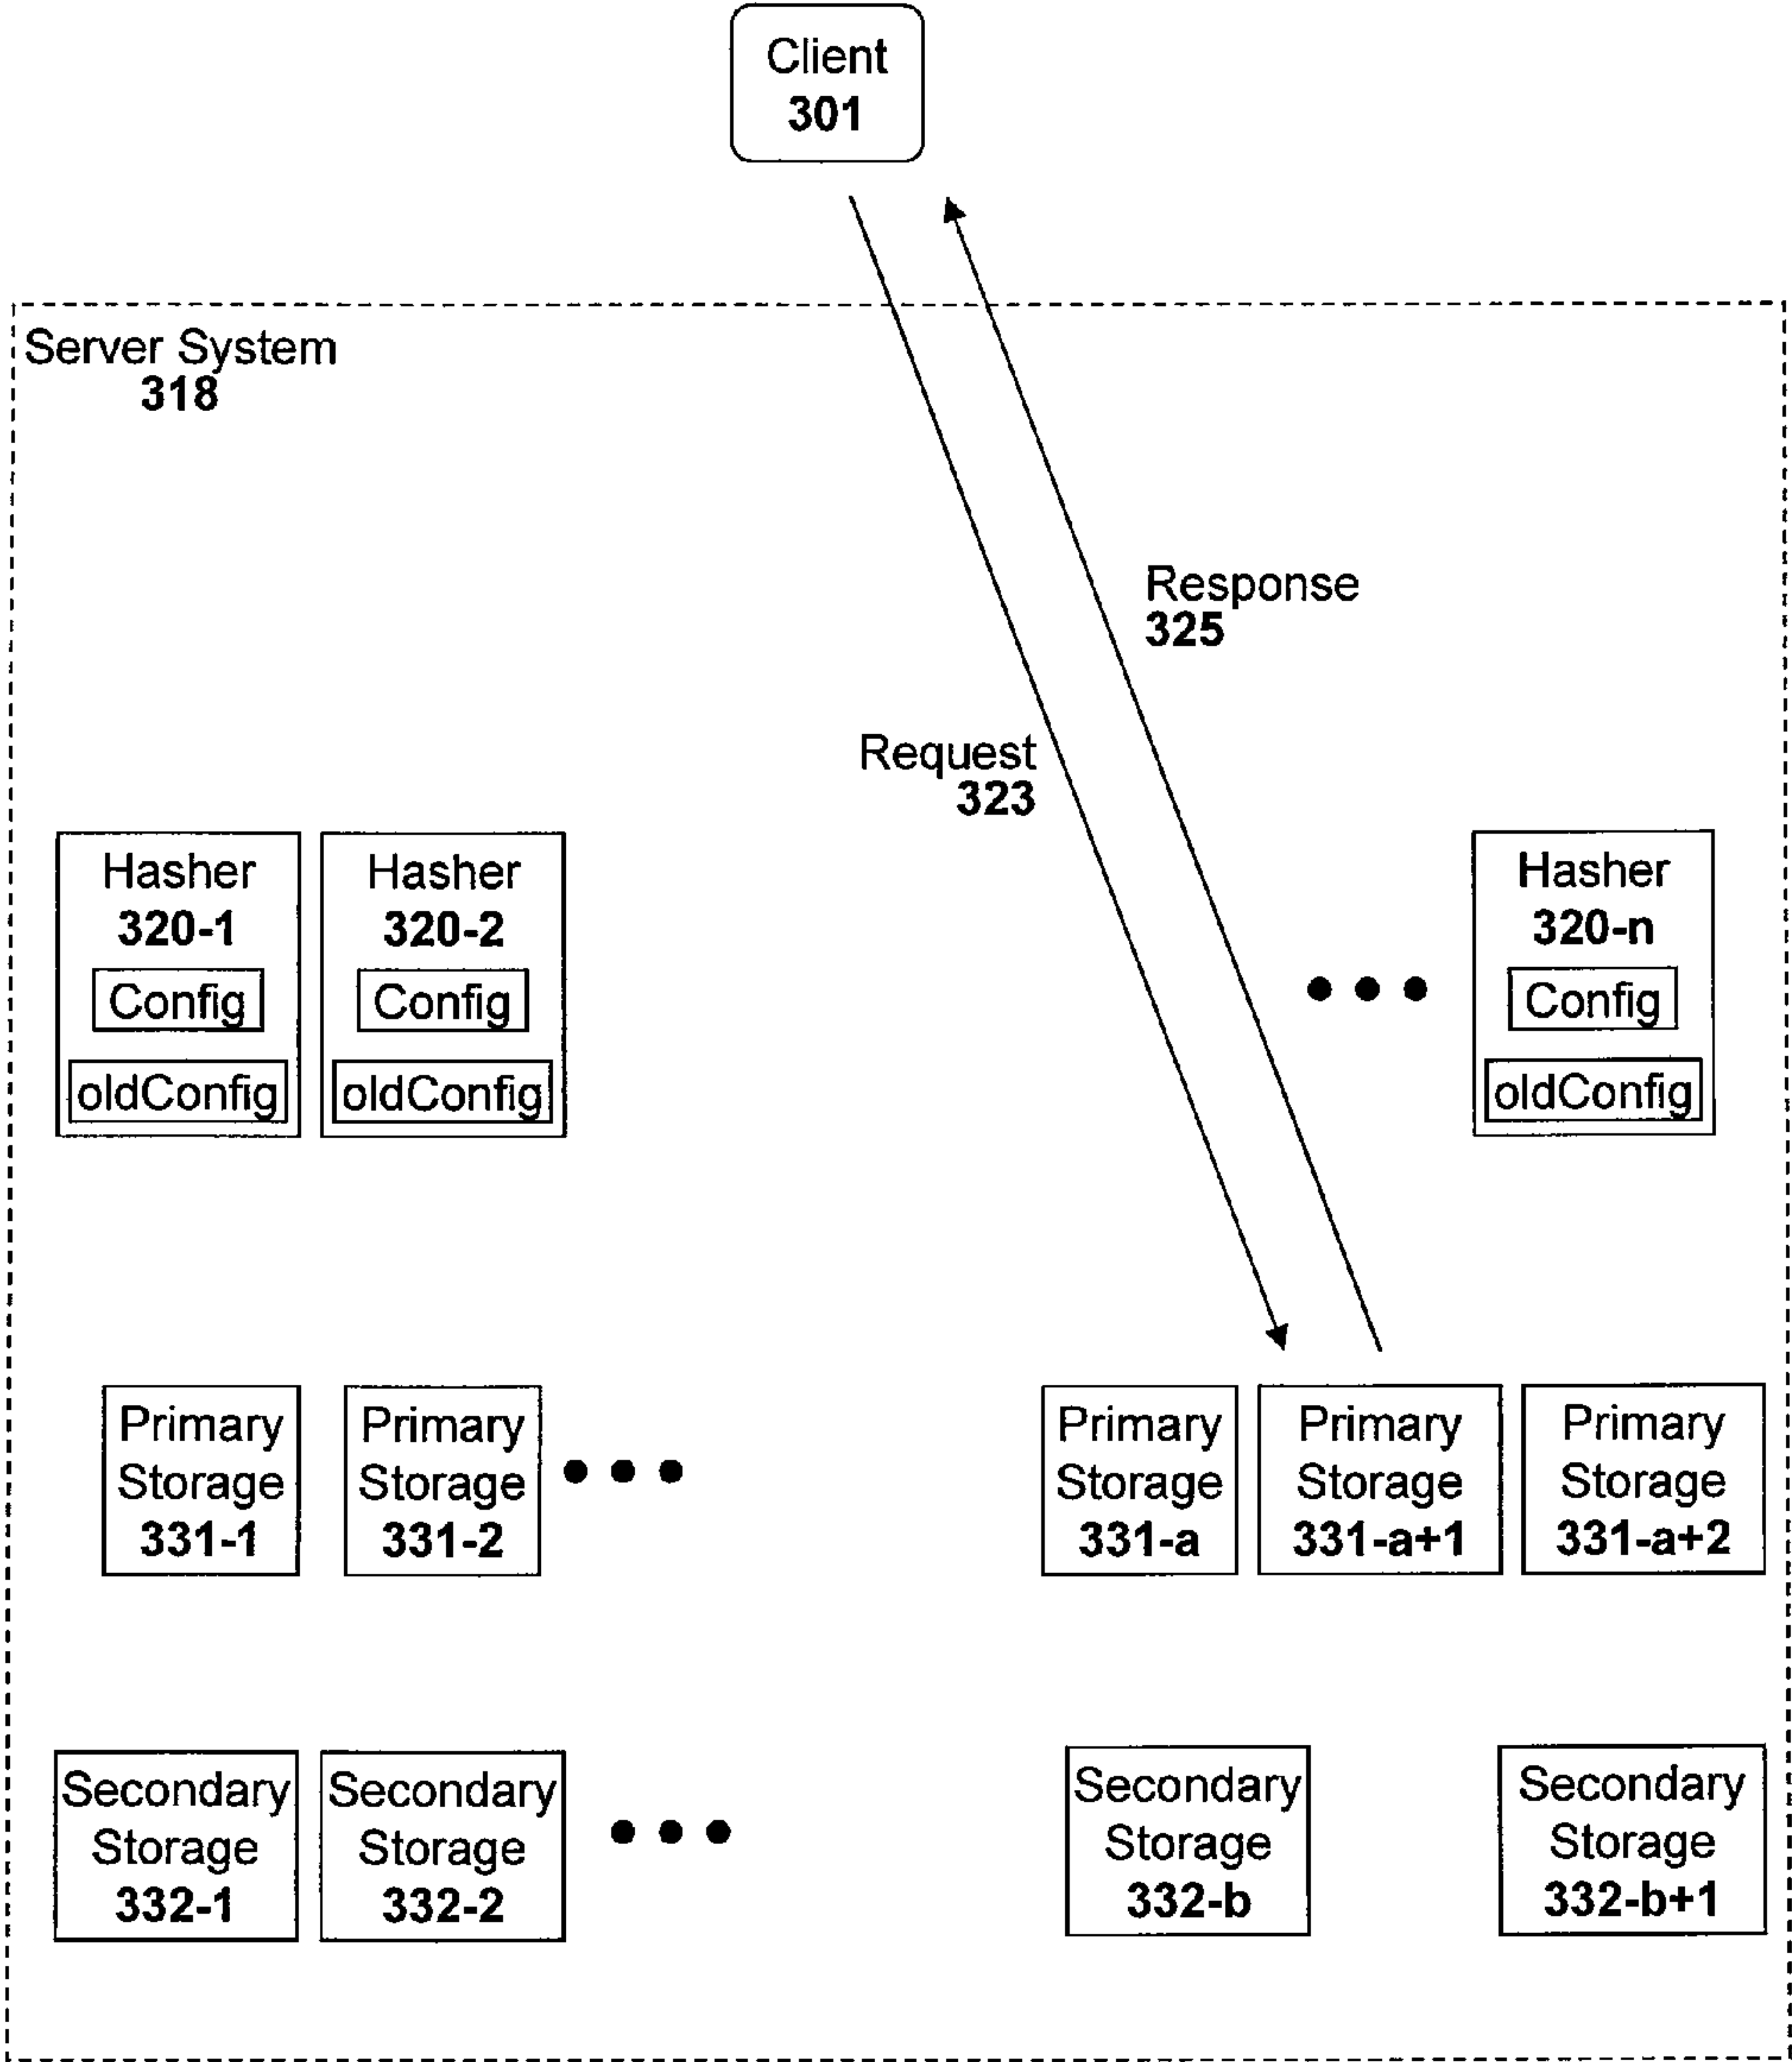 Client
301
Server System
318
Response
325
Request
323
Hasher
320-1
Config
oldConfig
Hasher
320-2
Config
oldConfig
Hasher
320-n
Config
oldConfig
Primary
Storage
331-1
Primary
Storage
331-2
Primary
Storage
331-a
Primary
Storage
331-a+1
Primary
Storage
331-a+2
Secondary
Storage
332-1
Secondary
Storage
332-2
Secondary
Storage
332-b
Secondary
Storage
332-b+1